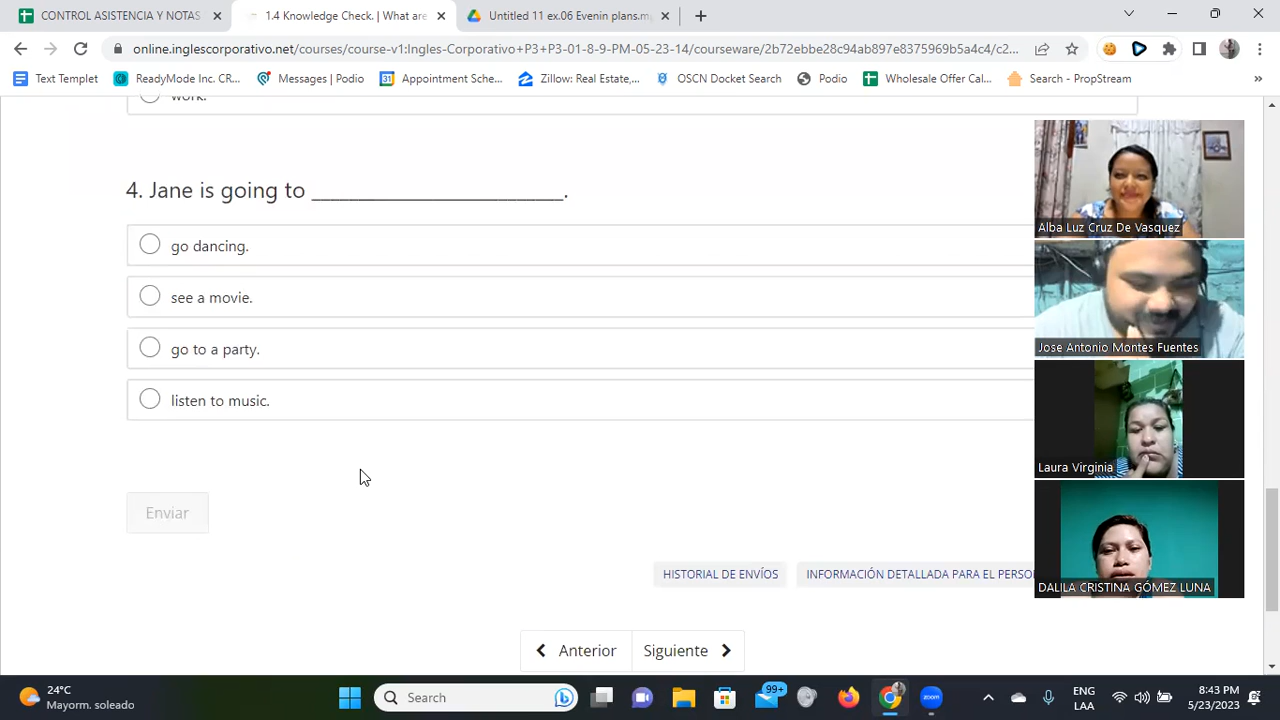 CONTROL ASISTENCIA Y NOTAS
1.4 Knowledge Check. | What are
Untitled 11 ex.06 Evenin plans.m
online.inglescorporativo.net/courses/course-v1:Ingles-Corporativo+P3+P3-01-8-9-PM-05-23-14/courseware/2b72ebbe28c94ab897e8375969b5a4c4/c2...
Text Templet
ReadyMode Inc. CR...
Messages | Podio
31
Appointment Sche...
Zillow: Real Estate,...
OSCN Docket Search
Podio
Wholesale Offer Cal...
Search - PropStream
»
work.
4. Jane is going to ________________________.
go dancing.
see a movie.
go to a party.
listen to music.
Enviar
HISTORIAL DE ENVÍOS
INFORMACIÓN DETALLADA PARA EL PERSO
Anterior
Siguiente
Alba Luz Cruz De Vasquez
Jose Antonio Montes Fuentes
Laura Virginia
DALILA CRISTINA GÓMEZ LUNA
24°C
Mayorm. soleado
Search
99+
zoom
ENG
LAA
8:43 PM
5/23/2023